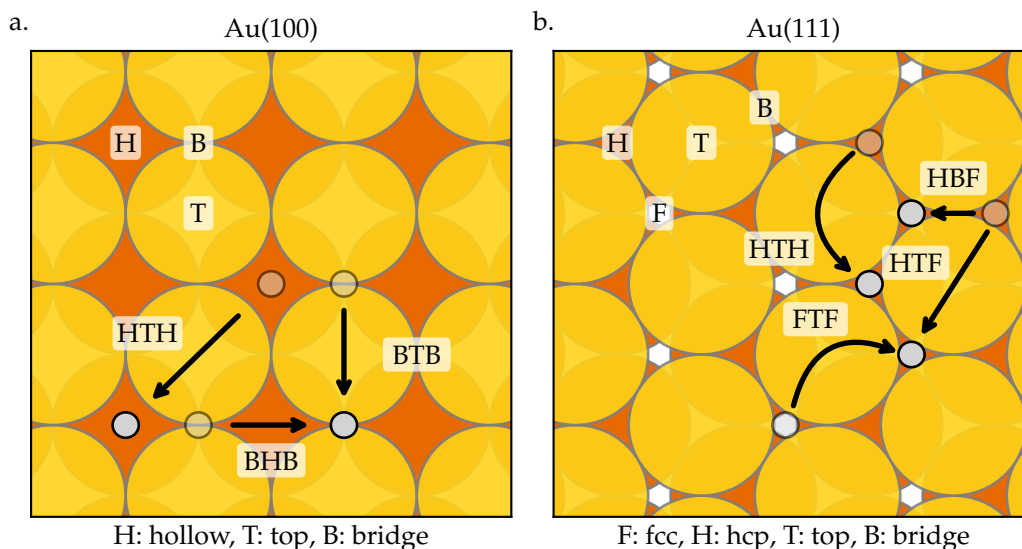 a.
Au(100)
H
B
T
HTH
BTB
BHB
H: hollow, T: top, B: bridge
b.
Au(111)
B
H
T
HBF
F
HTH
HTF
FTF
F: fcc, H: hcp, T: top, B: bridge